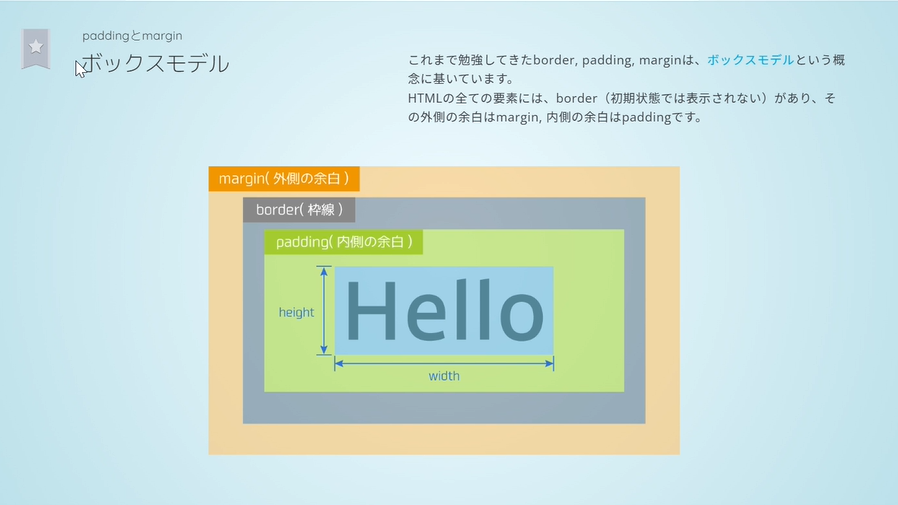 paddingとmargin
ボックスモデル
これまで勉強してきたborder, padding, marginは、ボックスモデルという概
念に基いています。
HTMLの全ての要素には、border（初期状態では表示されない）があり、そ
の外側の余白はmargin, 内側の余白はpaddingです。
margin( 外側の余白 )
border( 枠線 )
padding( 内側の余白 )
height
Hello
width